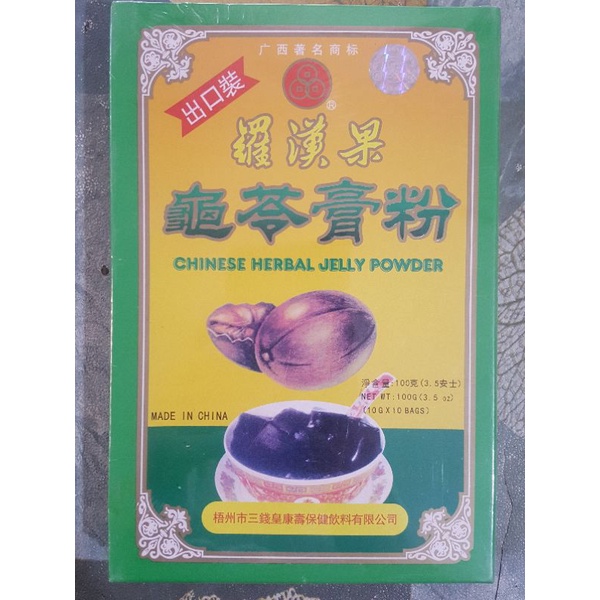 广西著名商标
出口裝
®
羅漢果
龜苓膏粉
CHINESE HERBAL JELLY POWDER
淨含量:100克(3.5安士)
NET WT:100G(3.5 oz)
(10G X 10 BAGS)
MADE IN CHINA
梧州市三錢皇康壽保健飲料有限公司